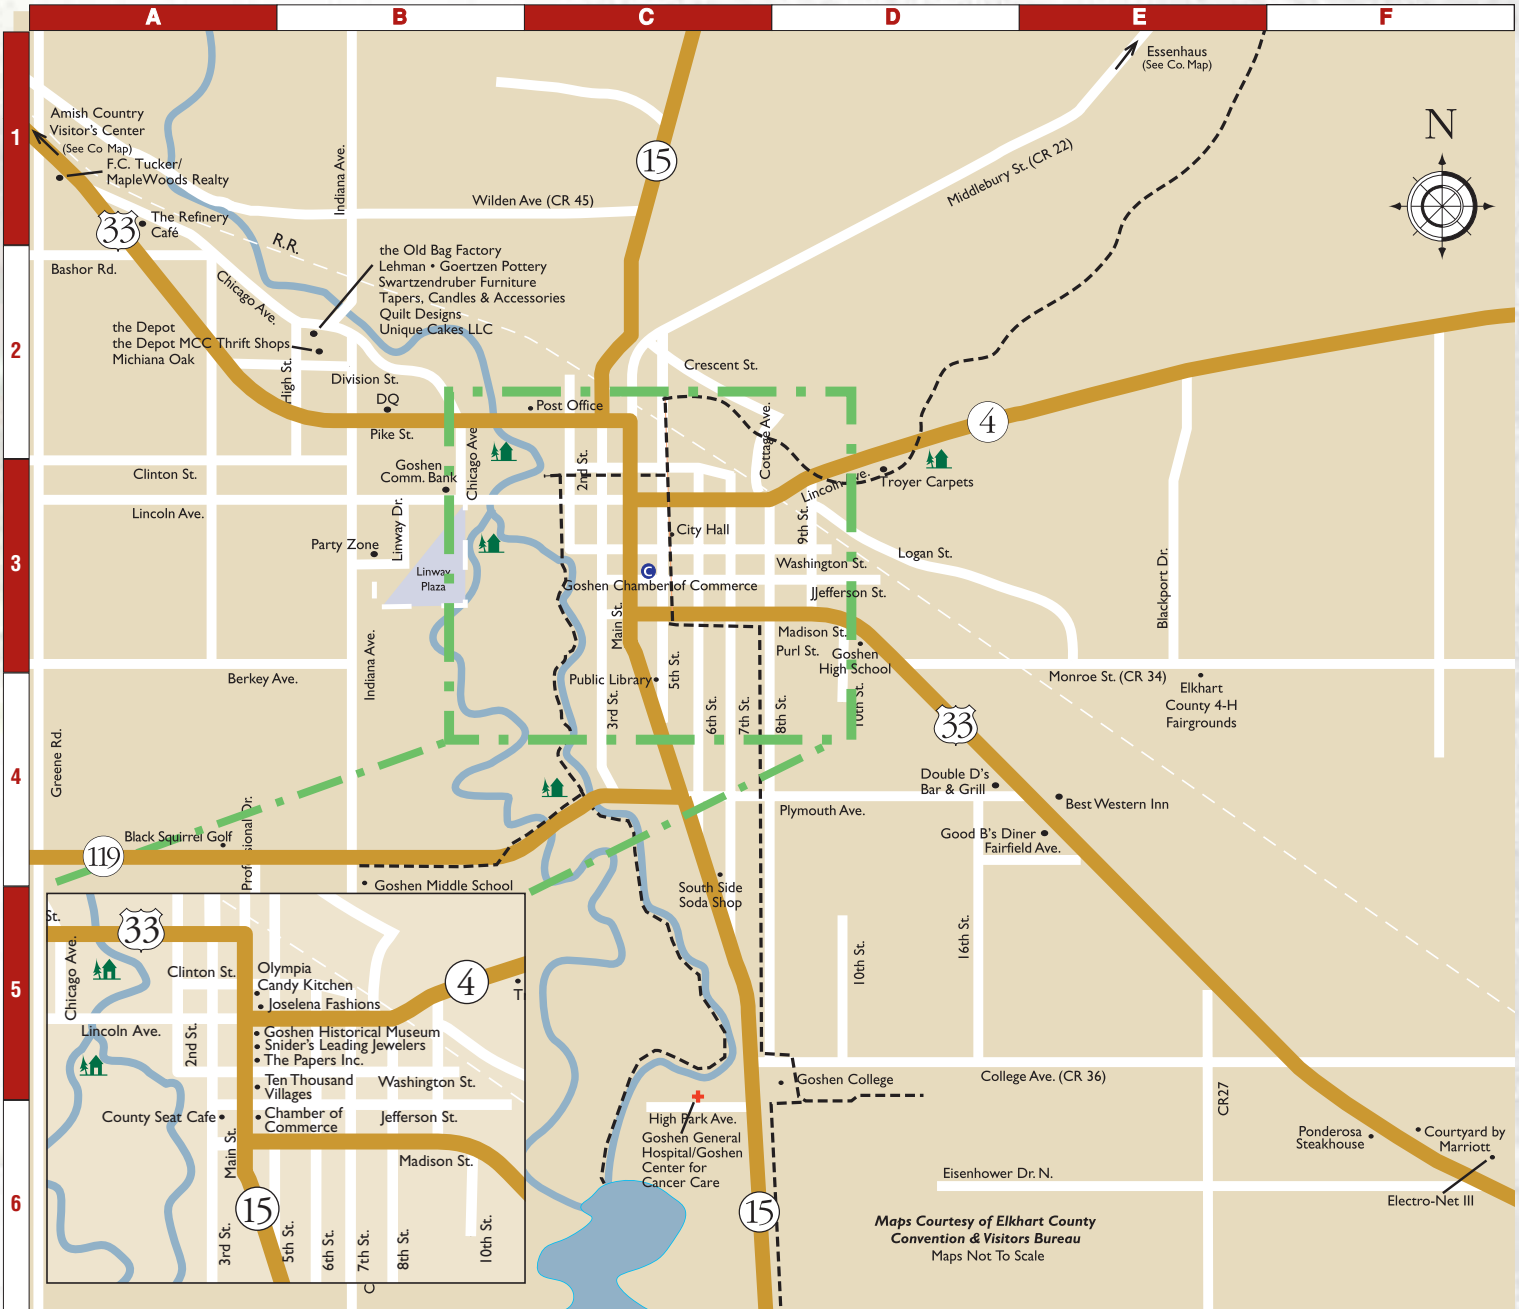 A B C D E F
1
2
3
4
5
6
N
Essenhaus
(See Co. Map)
Amish Country
Visitor's Center
(See Co Map)
F.C. Tucker/
MapleWoods Realty
The Refinery
Café
33
15
Indiana Ave.
Wilden Ave (CR 45)
Middlebury St. (CR 22)
R.R.
Bashor Rd.
Chicago Ave.
the Old Bag Factory
Lehman • Goertzen Pottery
Swartzendruber Furniture
Tapers, Candles & Accessories
Quilt Designs
Unique Cakes LLC
the Depot
the Depot MCC Thrift Shops
Michiana Oak
High St.
Division St.
DQ
Pike St.
Post Office
Crescent St.
Cottage Ave.
4
Clinton St.
Goshen
Comm. Bank
Chicago Ave.
2nd St.
Lincoln Ave.
Troyer Carpets
Lincoln Ave.
Linway Dr.
Party Zone
Linway
Plaza
City Hall
9th St.
Logan St.
Washington St.
C
Goshen Chamber of Commerce
JJefferson St.
Blackport Dr.
Main St.
Madison St.
Purl St.
Goshen
High School
Indiana Ave.
Berkey Ave.
Public Library
5th St.
3rd St.
6th St.
7th St.
8th St.
10th St.
Monroe St. (CR 34)
Elkhart
County 4-H
Fairgrounds
33
Greene Rd.
Double D's
Bar & Grill
Best Western Inn
Plymouth Ave.
Good B's Diner
Fairfield Ave.
Professional Dr.
Black Squirrel Golf
119
Goshen Middle School
South Side
Soda Shop
10th St.
16th St.
Goshen College
College Ave. (CR 36)
CR27
High Park Ave.
Goshen General
Hospital/Goshen
Center for
Cancer Care
15
Eisenhower Dr. N.
Ponderosa
Steakhouse
Courtyard by
Marriott
Electro-Net III
Maps Courtesy of Elkhart County
Convention & Visitors Bureau
Maps Not To Scale
St.
33
Chicago Ave.
Clinton St.
Olympia
Candy Kitchen
Joselena Fashions
4
T
Lincoln Ave.
2nd St.
Goshen Historical Museum
Snider's Leading Jewelers
The Papers Inc.
Ten Thousand
Villages
Washington St.
County Seat Cafe
Chamber of
Commerce
Jefferson St.
Main St.
Madison St.
15
3rd St.
5th St.
6th St.
7th St.
8th St.
10th St.
C